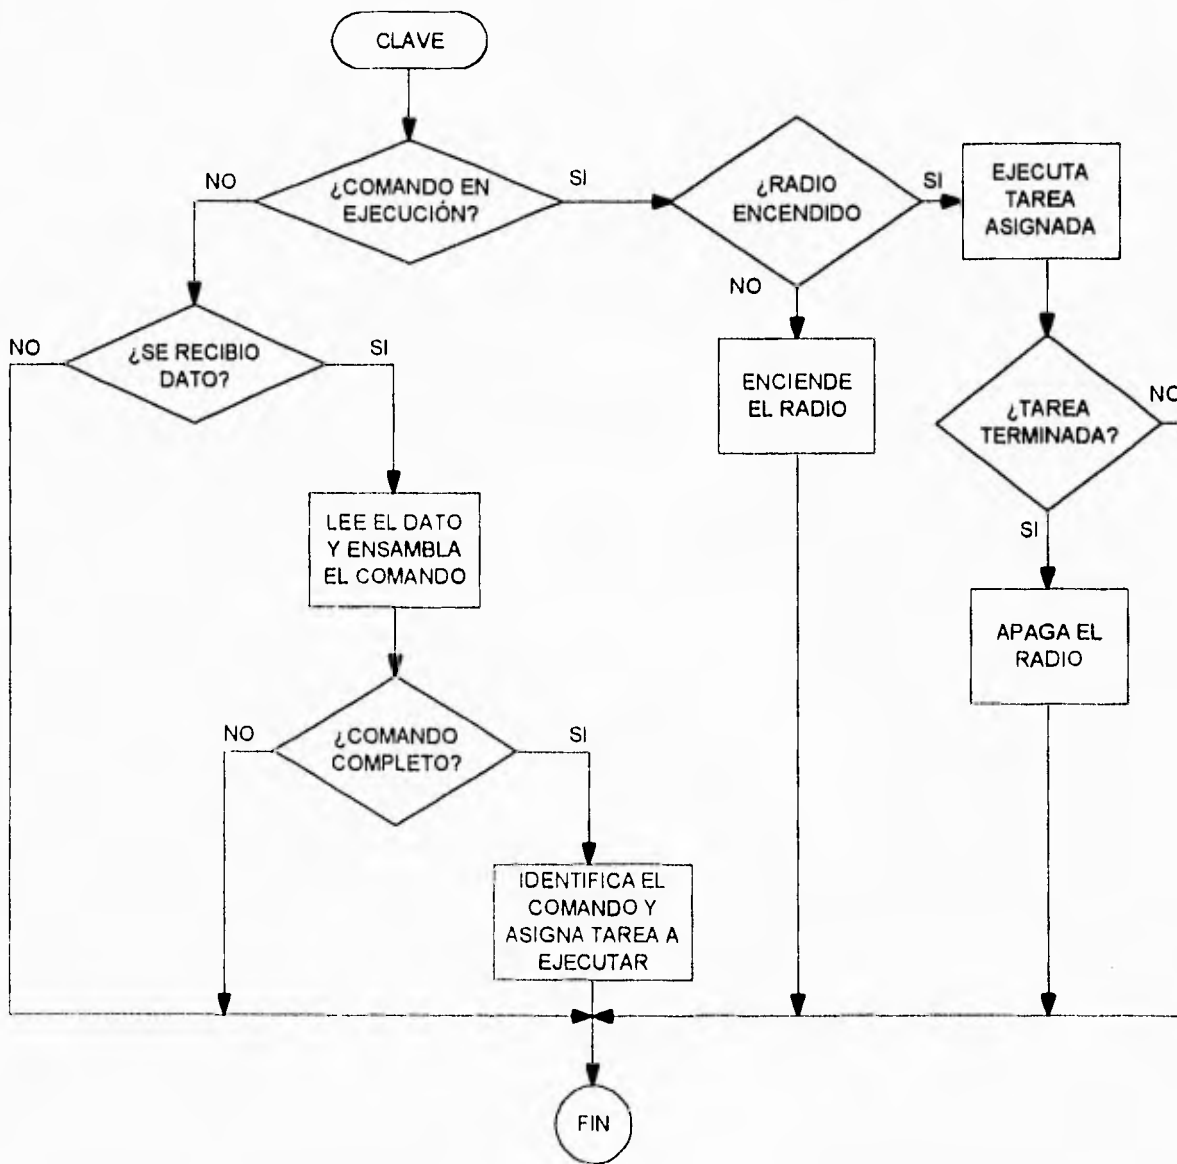 CLAVE
NO
¿COMANDO EN
EJECUCIÓN?
SI
¿RADIO
ENCENDIDO
SI
EJECUTA
TAREA
ASIGNADA
NO
NO
¿SE RECIBIO
DATO?
SI
ENCIENDE
EL RADIO
¿TAREA
TERMINADA?
NO
LEE EL DATO
Y ENSAMBLA
EL COMANDO
SI
APAGA EL
RADIO
NO
¿COMANDO
COMPLETO?
SI
IDENTIFICA EL
COMANDO Y
ASIGNA TAREA A
EJECUTAR
FIN